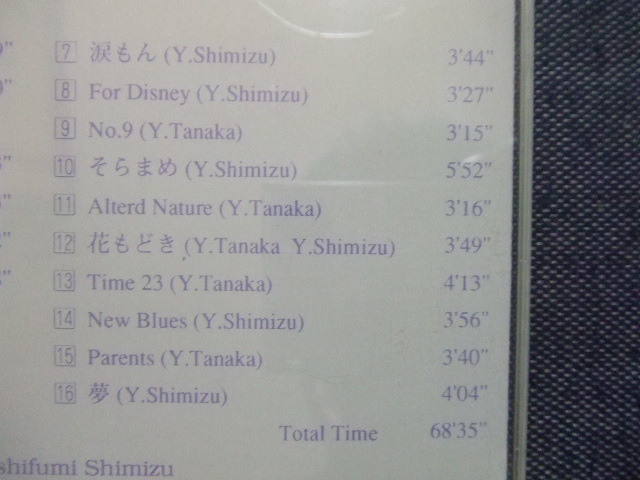 7 涙もん (Y.Shimizu) 3'44"
8 For Disney (Y.Shimizu) 3'27"
9 No.9 (Y.Tanaka) 3'15"
10 そらまめ (Y.Shimizu) 5'52"
11 Alterd Nature (Y.Tanaka) 3'16"
12 花もどき (Y.Tanaka Y.Shimizu) 3'49"
13 Time 23 (Y.Tanaka) 4'13"
14 New Blues (Y.Shimizu) 3'56"
15 Parents (Y.Tanaka) 3'40"
16 夢 (Y.Shimizu) 4'04"
Total Time 68'35"
shifumi Shimizu